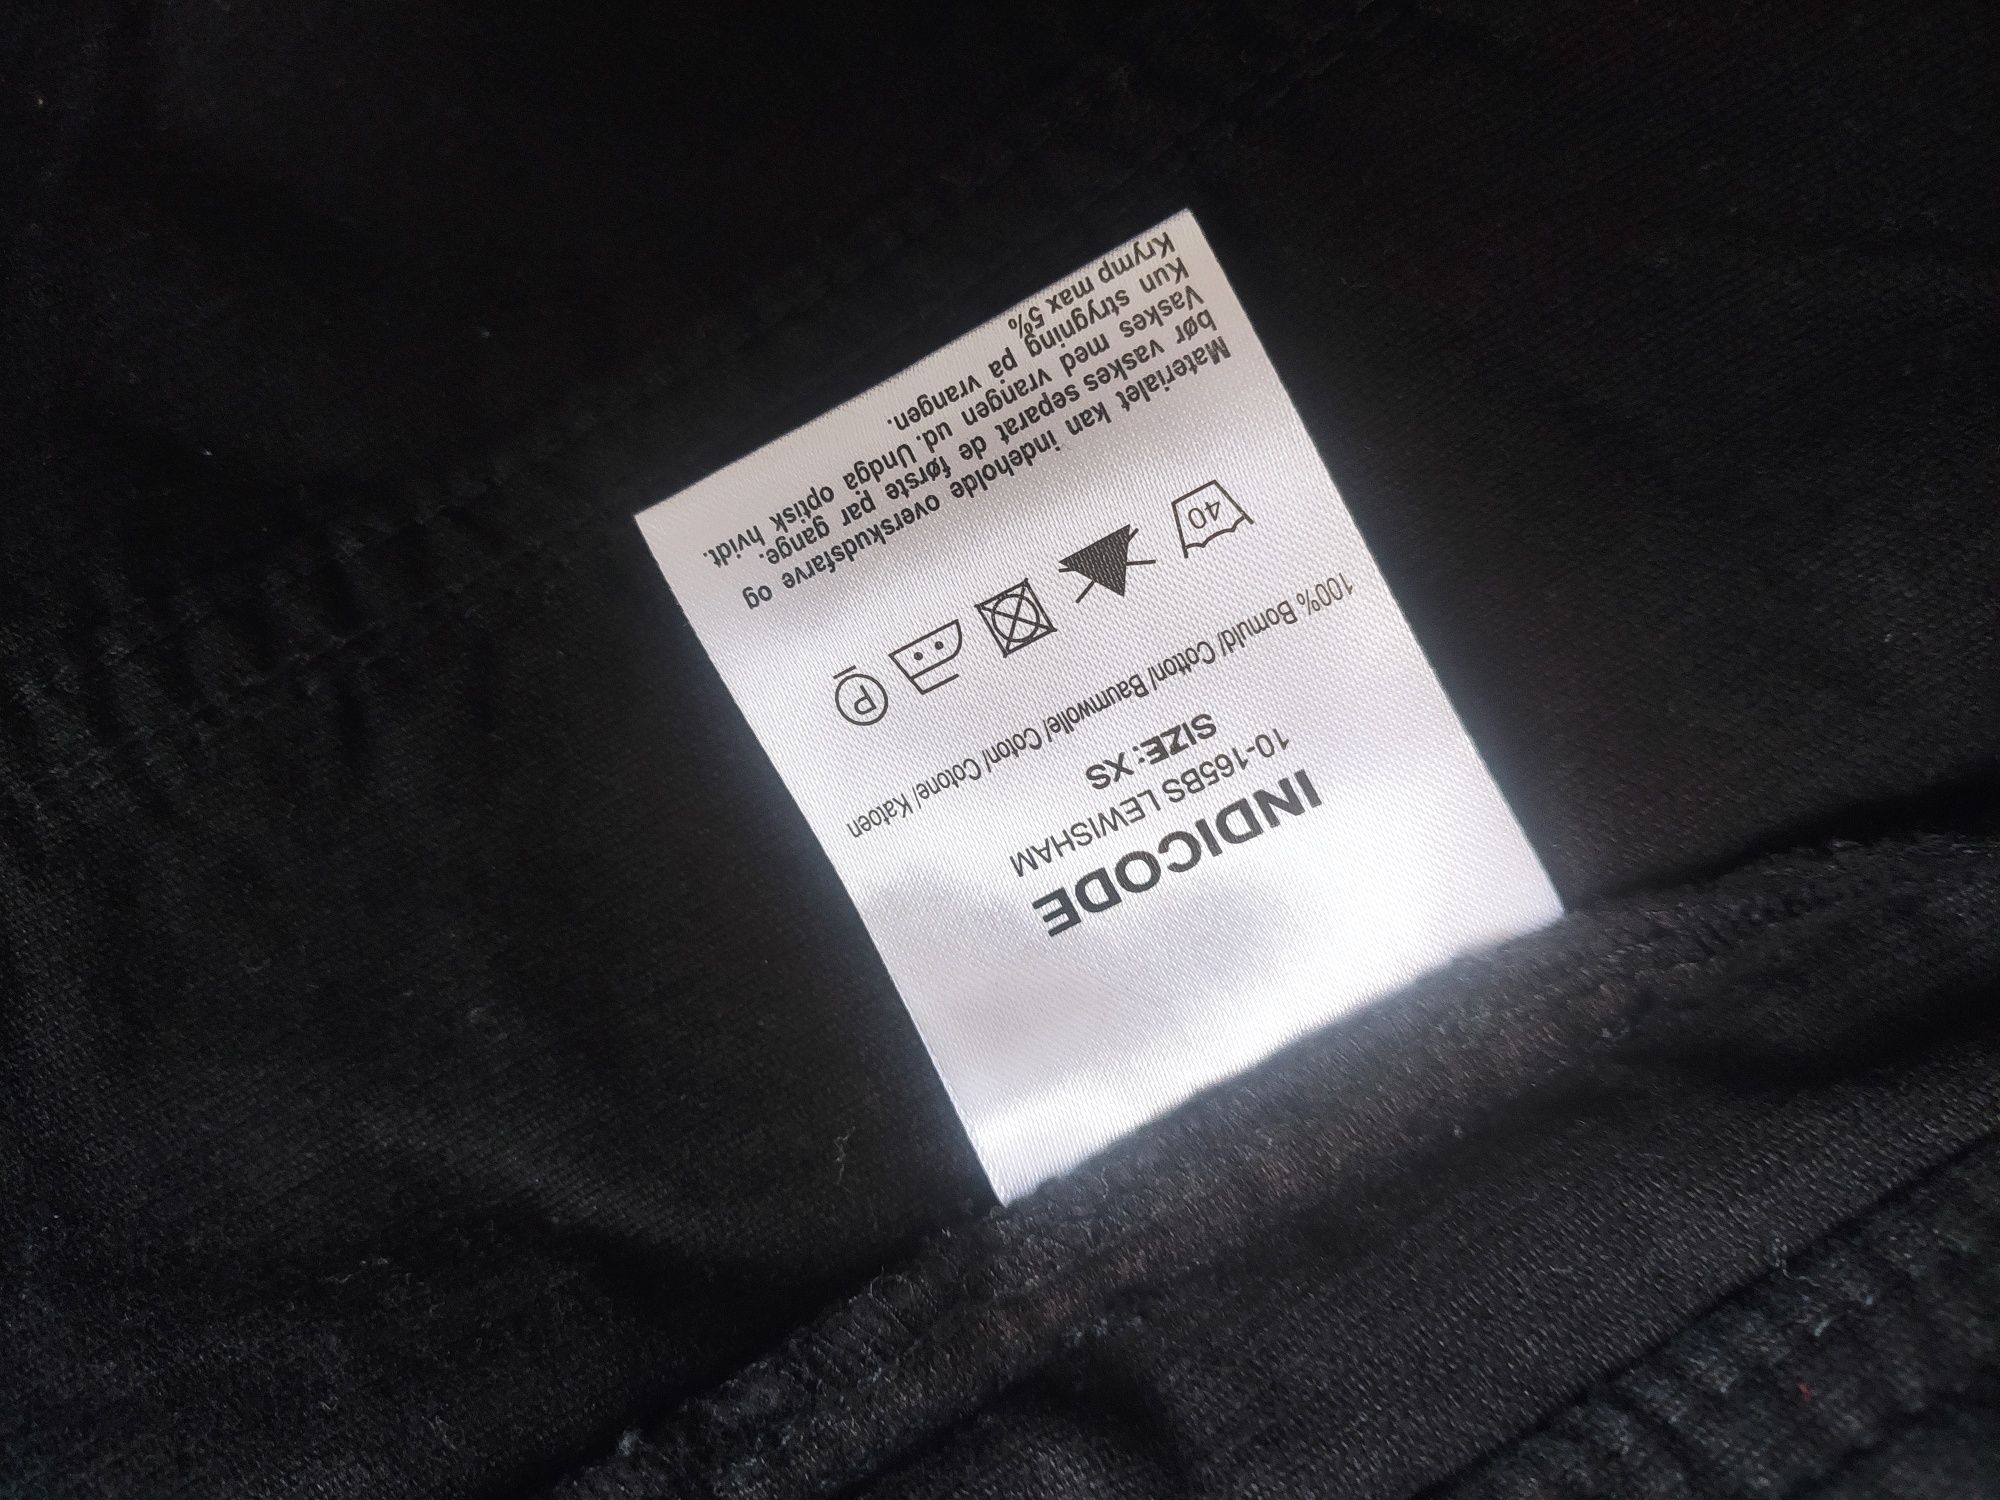 INDICODE
10-165BS LEWISHAM
SIZE: XS
100% Bomuld/ Cotton/ Baumwolle/ Coton/ Cotone/ Katoen
40
P
Materialet kan indeholde overskudsfarve og
bør vaskes separat de første par gange.
Vaskes med vrangen ud. Undgå optisk hvidt.
Kun strygning på vrangen.
Krymp max 5%